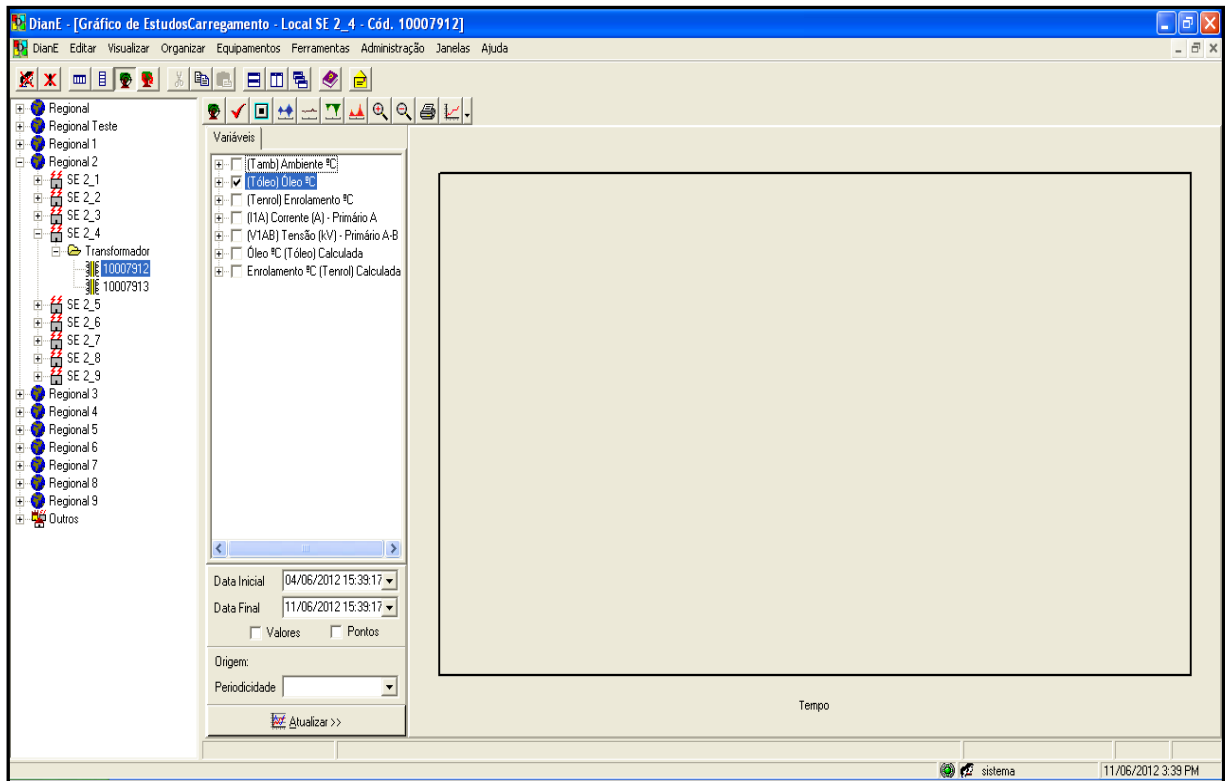 DianE - [Gráfico de EstudosCarregamento - Local SE 2_4 - Cód. 10007912]
DianE Editar Visualizar Organizar Equipamentos Ferramentas Administração Janelas Ajuda
Regional
Regional Teste
Regional 1
Regional 2
SE 2_1
SE 2_2
SE 2_3
SE 2_4
Transformador
10007912
10007913
SE 2_5
SE 2_6
SE 2_7
SE 2_8
SE 2_9
Regional 3
Regional 4
Regional 5
Regional 6
Regional 7
Regional 8
Regional 9
Outros
Variáveis
(Tamb) Ambiente ºC
(Tóleo) Óleo ºC
(Tenrol) Enrolamento ºC
(I1A) Corrente (A) - Primário A
(V1AB) Tensão (kV) - Primário A-B
Óleo ºC (Tóleo) Calculada
Enrolamento ºC (Tenrol) Calculada
Data Inicial 04/06/2012 15:39:17
Data Final 11/06/2012 15:39:17
Valores Pontos
Origem:
Periodicidade
Atualizar >>
Tempo
sistema 11/06/2012 3:39 PM